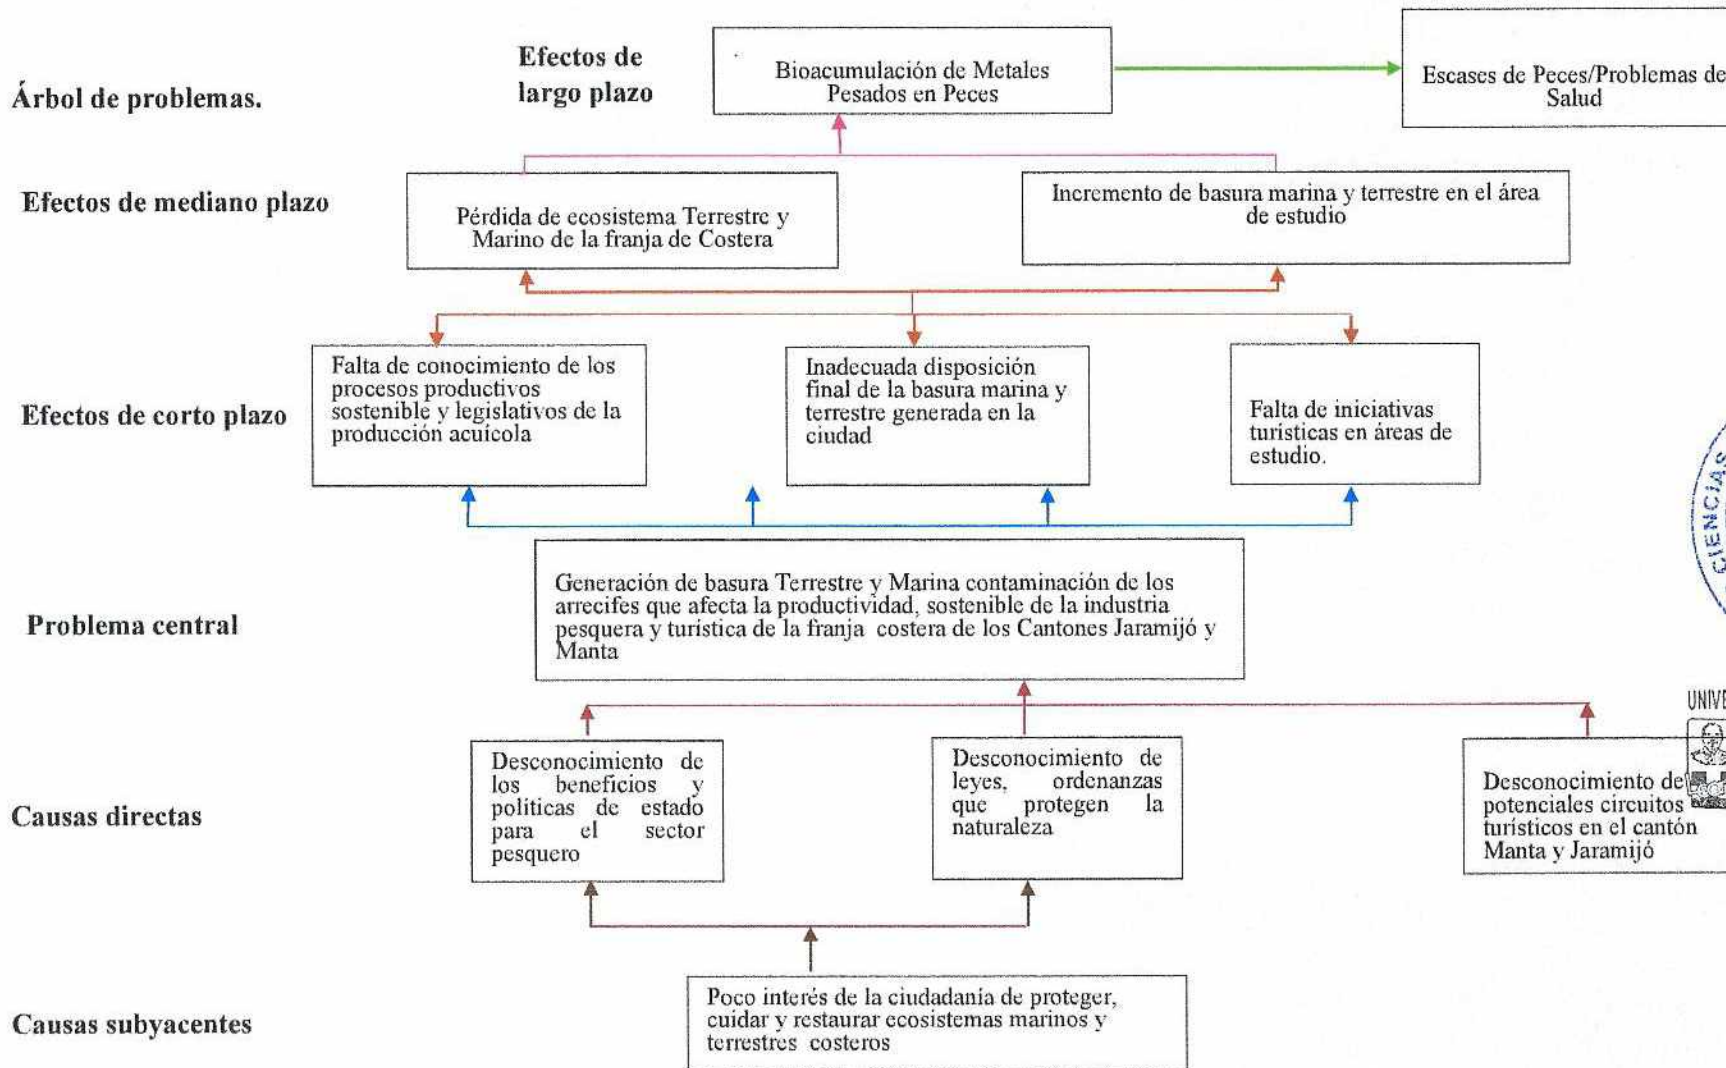 Árbol de problemas.
Efectos de
largo plazo
Bioacumulación de Metales
Pesados en Peces
Escases de Peces/Problemas de
Salud
Efectos de mediano plazo
Pérdida de ecosistema Terrestre y
Marino de la franja de Costera
Incremento de basura marina y terrestre en el área
de estudio
Efectos de corto plazo
Falta de conocimiento de los
procesos productivos
sostenible y legislativos de la
producción acuícola
Inadecuada disposición
final de la basura marina y
terrestre generada en la
ciudad
Falta de iniciativas
turísticas en áreas de
estudio.
CIENCIAS
Problema central
Generación de basura Terrestre y Marina contaminación de los
arrecifes que afecta la productividad, sostenible de la industria
pesquera y turística de la franja costera de los Cantones Jaramijó y
Manta
Causas directas
Desconocimiento de
los beneficios y
políticas de estado
para el sector
pesquero
Desconocimiento de
leyes, ordenanzas
que protegen la
naturaleza
Desconocimiento de
potenciales circuitos
turísticos en el cantón
Manta y Jaramijó
Causas subyacentes
Poco interés de la ciudadanía de proteger,
cuidar y restaurar ecosistemas marinos y
terrestres costeros